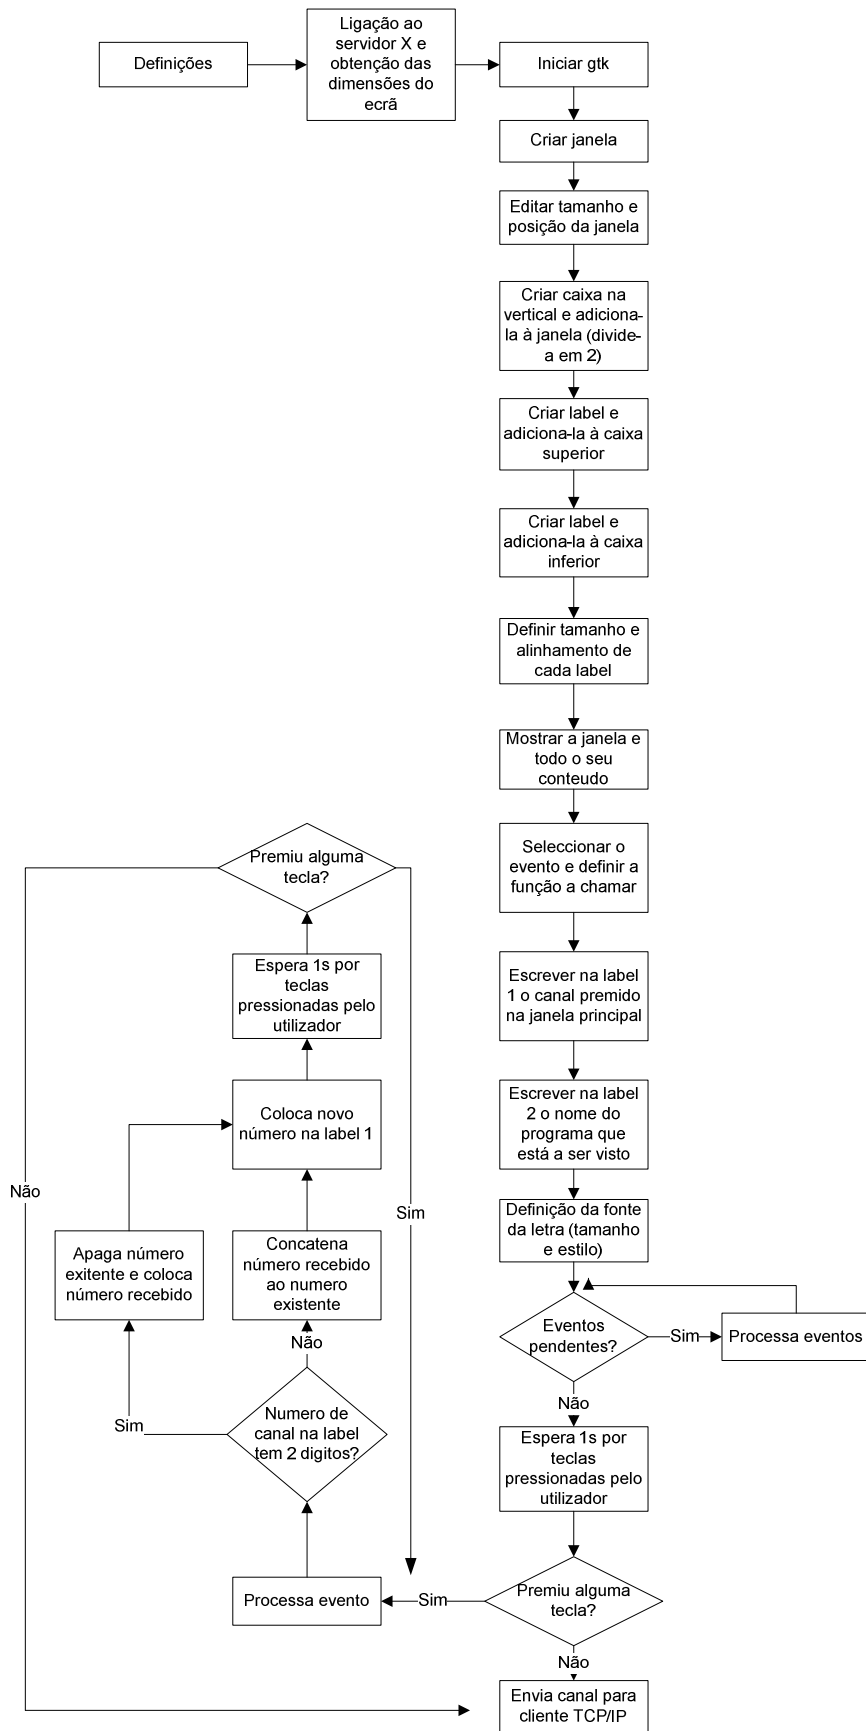 Definições
Ligação ao
servidor X e
obtenção das
dimensões do
ecrã
Iniciar gtk
Criar janela
Editar tamanho e
posição da janela
Criar caixa na
vertical e adiciona-
la à janela (divide-
a em 2)
Criar label e
adiciona-la à caixa
superior
Criar label e
adiciona-la à caixa
inferior
Definir tamanho e
alinhamento de
cada label
Mostrar a janela e
todo o seu
conteudo
Seleccionar o
evento e definir a
função a chamar
Escrever na label
1 o canal premido
na janela principal
Escrever na label
2 o nome do
programa que
está a ser visto
Definição da fonte
da letra (tamanho
e estilo)
Eventos
pendentes?
Sim
Processa eventos
Não
Espera 1s por
teclas
pressionadas pelo
utilizador
Premiu alguma
tecla?
Sim
Não
Envia canal para
cliente TCP/IP
Processa evento
Numero de
canal na label
tem 2 digitos?
Sim
Não
Apaga número
exitente e coloca
número recebido
Concatena
número recebido
ao numero
existente
Coloca novo
número na label 1
Espera 1s por
teclas
pressionadas pelo
utilizador
Premiu alguma
tecla?
Não
Sim